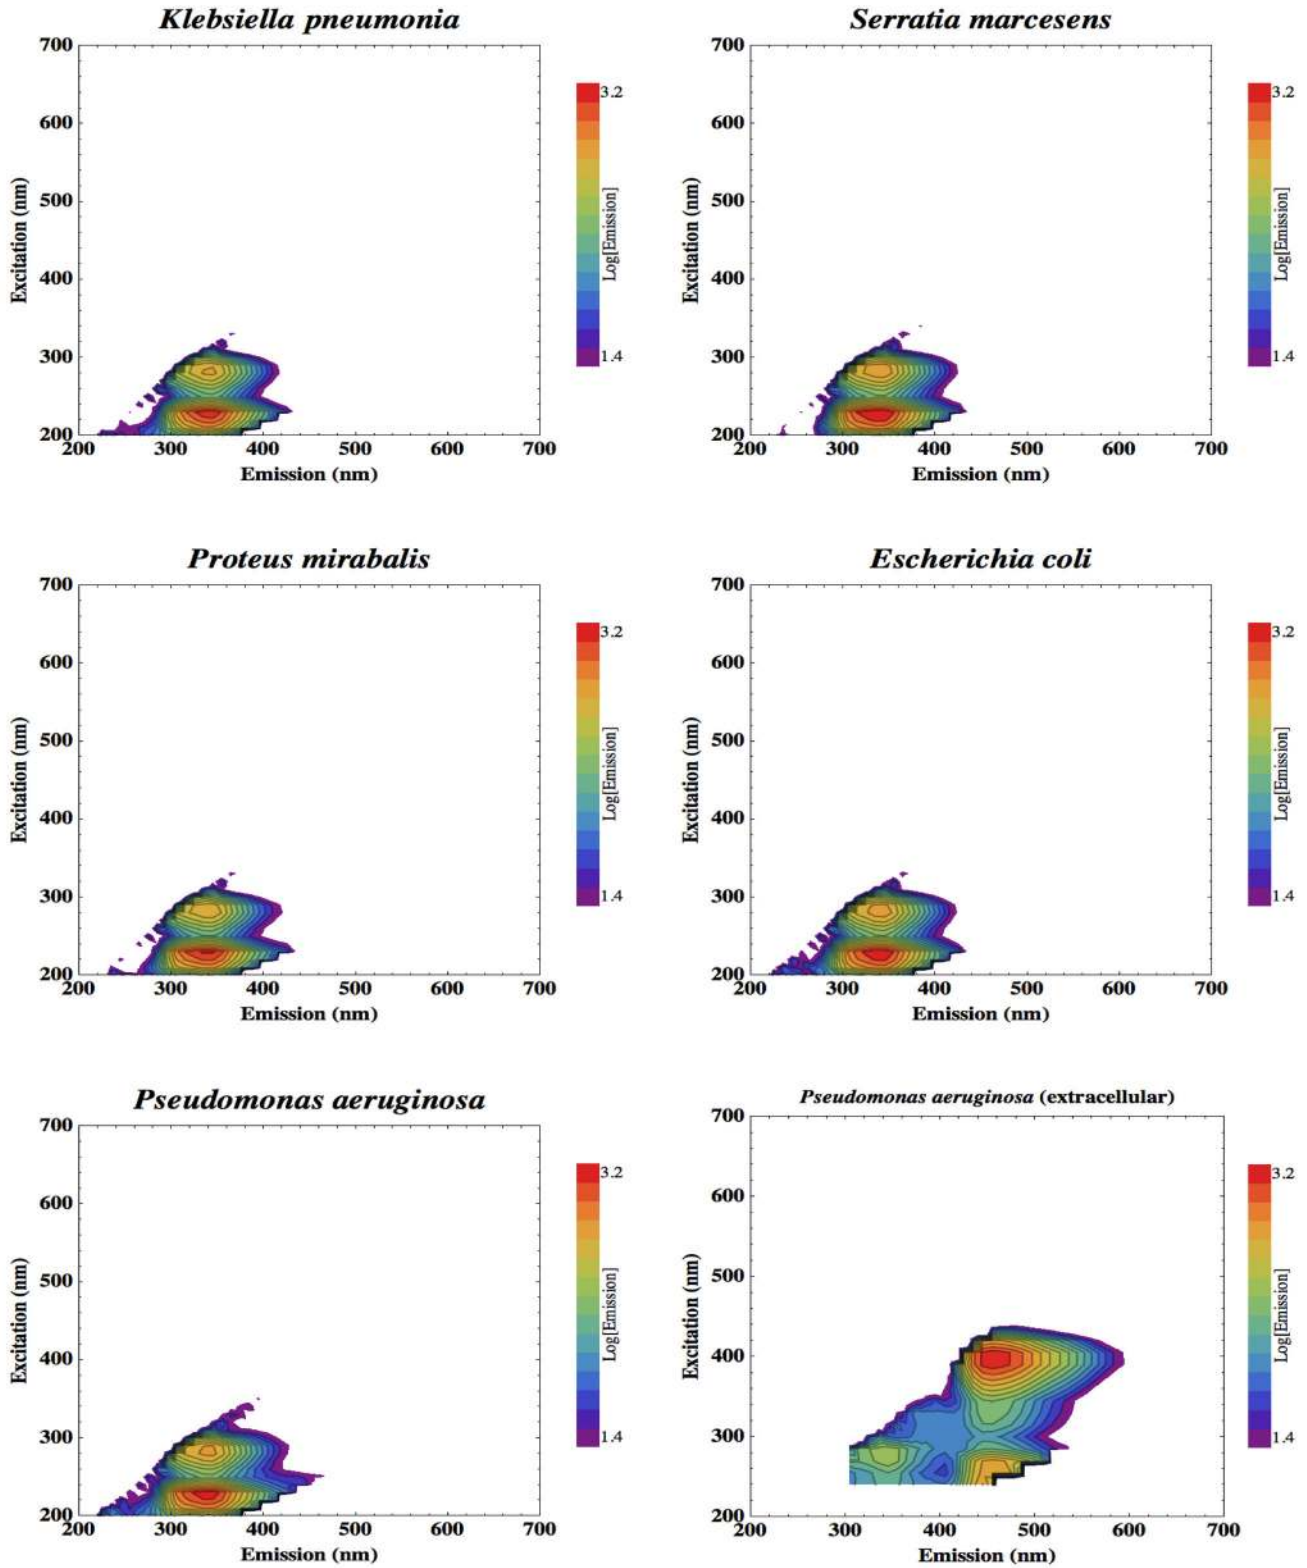 Klebsiella pneumonia
700
600
500
400
300
200
200 300 400 500 600 700
Excitation (nm)
Emission (nm)
3.2
Log[Emission]
1.4
Serratia marcesens
700
600
500
400
300
200
200 300 400 500 600 700
Excitation (nm)
Emission (nm)
3.2
Log[Emission]
1.4
Proteus mirabalis
700
600
500
400
300
200
200 300 400 500 600 700
Excitation (nm)
Emission (nm)
3.2
Log[Emission]
1.4
Escherichia coli
700
600
500
400
300
200
200 300 400 500 600 700
Excitation (nm)
Emission (nm)
3.2
Log[Emission]
1.4
Pseudomonas aeruginosa
700
600
500
400
300
200
200 300 400 500 600 700
Excitation (nm)
Emission (nm)
3.2
Log[Emission]
1.4
Pseudomonas aeruginosa (extracellular)
700
600
500
400
300
200
200 300 400 500 600 700
Excitation (nm)
Emission (nm)
3.2
Log[Emission]
1.4